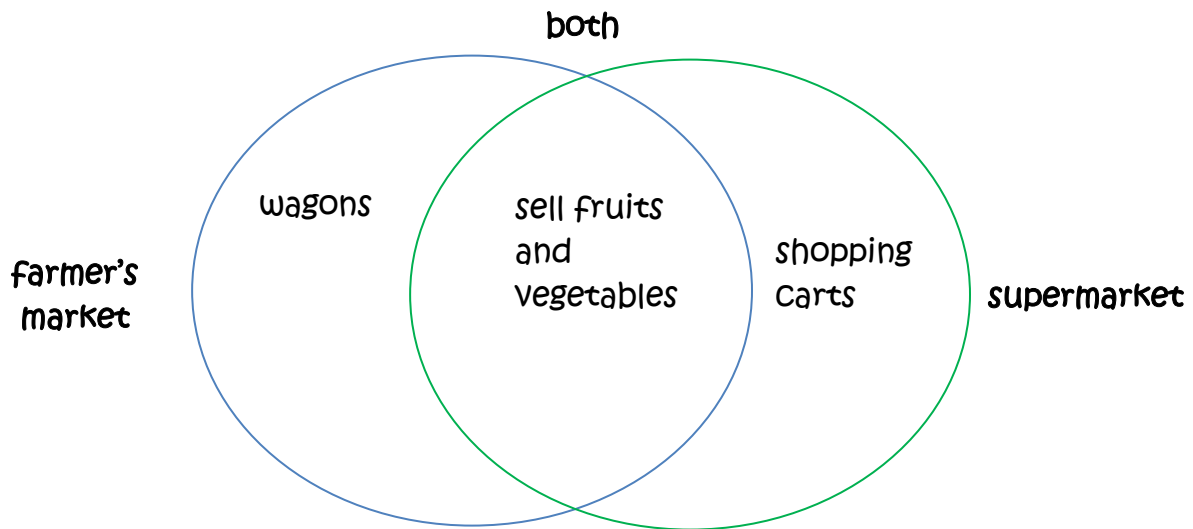 both
wagons
sell fruits
and
vegetables
shopping
carts
farmer's
market
supermarket